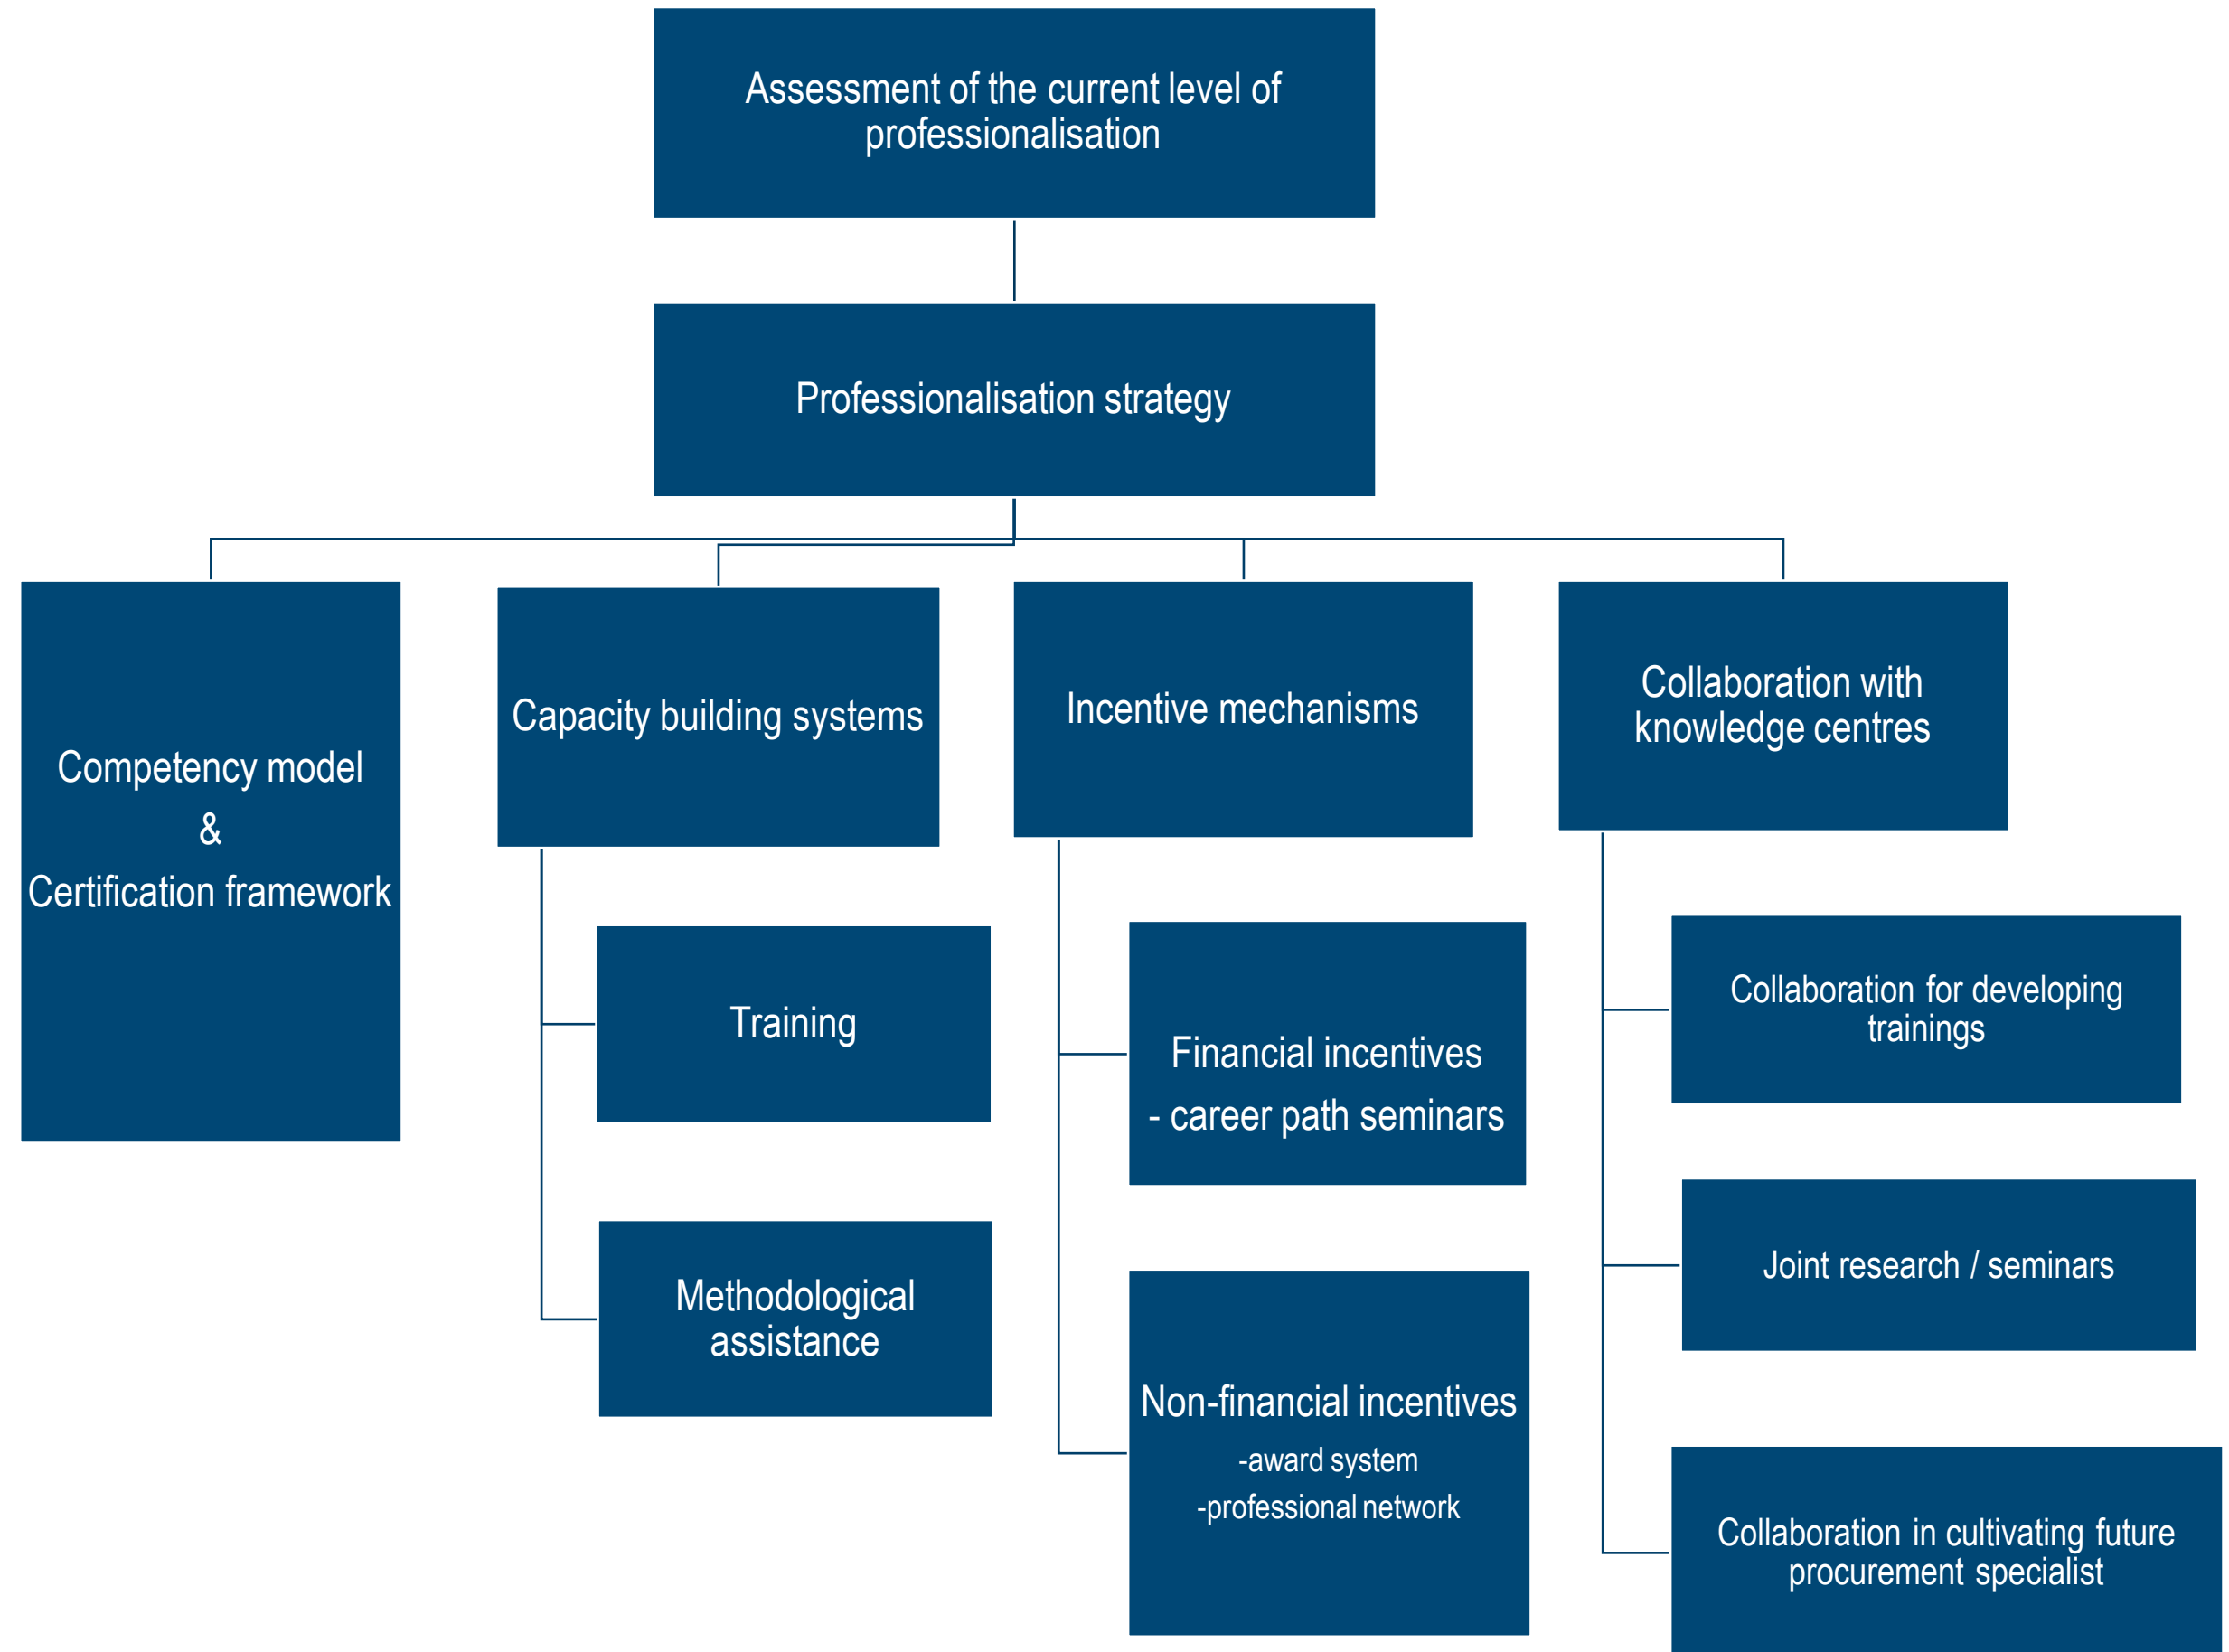 Assessment of the current level of
professionalisation
Professionalisation strategy
Competency model
&
Certification framework
Capacity building systems
Training
Methodological
assistance
Incentive mechanisms
Financial incentives
- career path seminars
Non-financial incentives
-award system
-professional network
Collaboration with
knowledge centres
Collaboration for developing
trainings
Joint research / seminars
Collaboration in cultivating future
procurement specialist